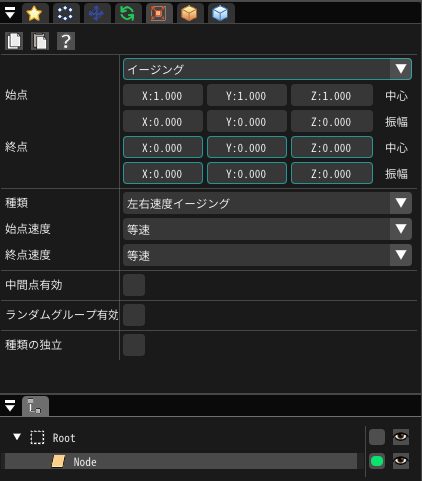 ?
イージング
始点 X:1.000 Y:1.000 Z:1.000 中心
X:0.000 Y:0.000 Z:0.000 振幅
終点 X:0.000 Y:0.000 Z:0.000 中心
X:0.000 Y:0.000 Z:0.000 振幅
種類 左右速度イージング
始点速度 等速
終点速度 等速
中間点有効
ランダムグループ有効
種類の独立
Root
Node